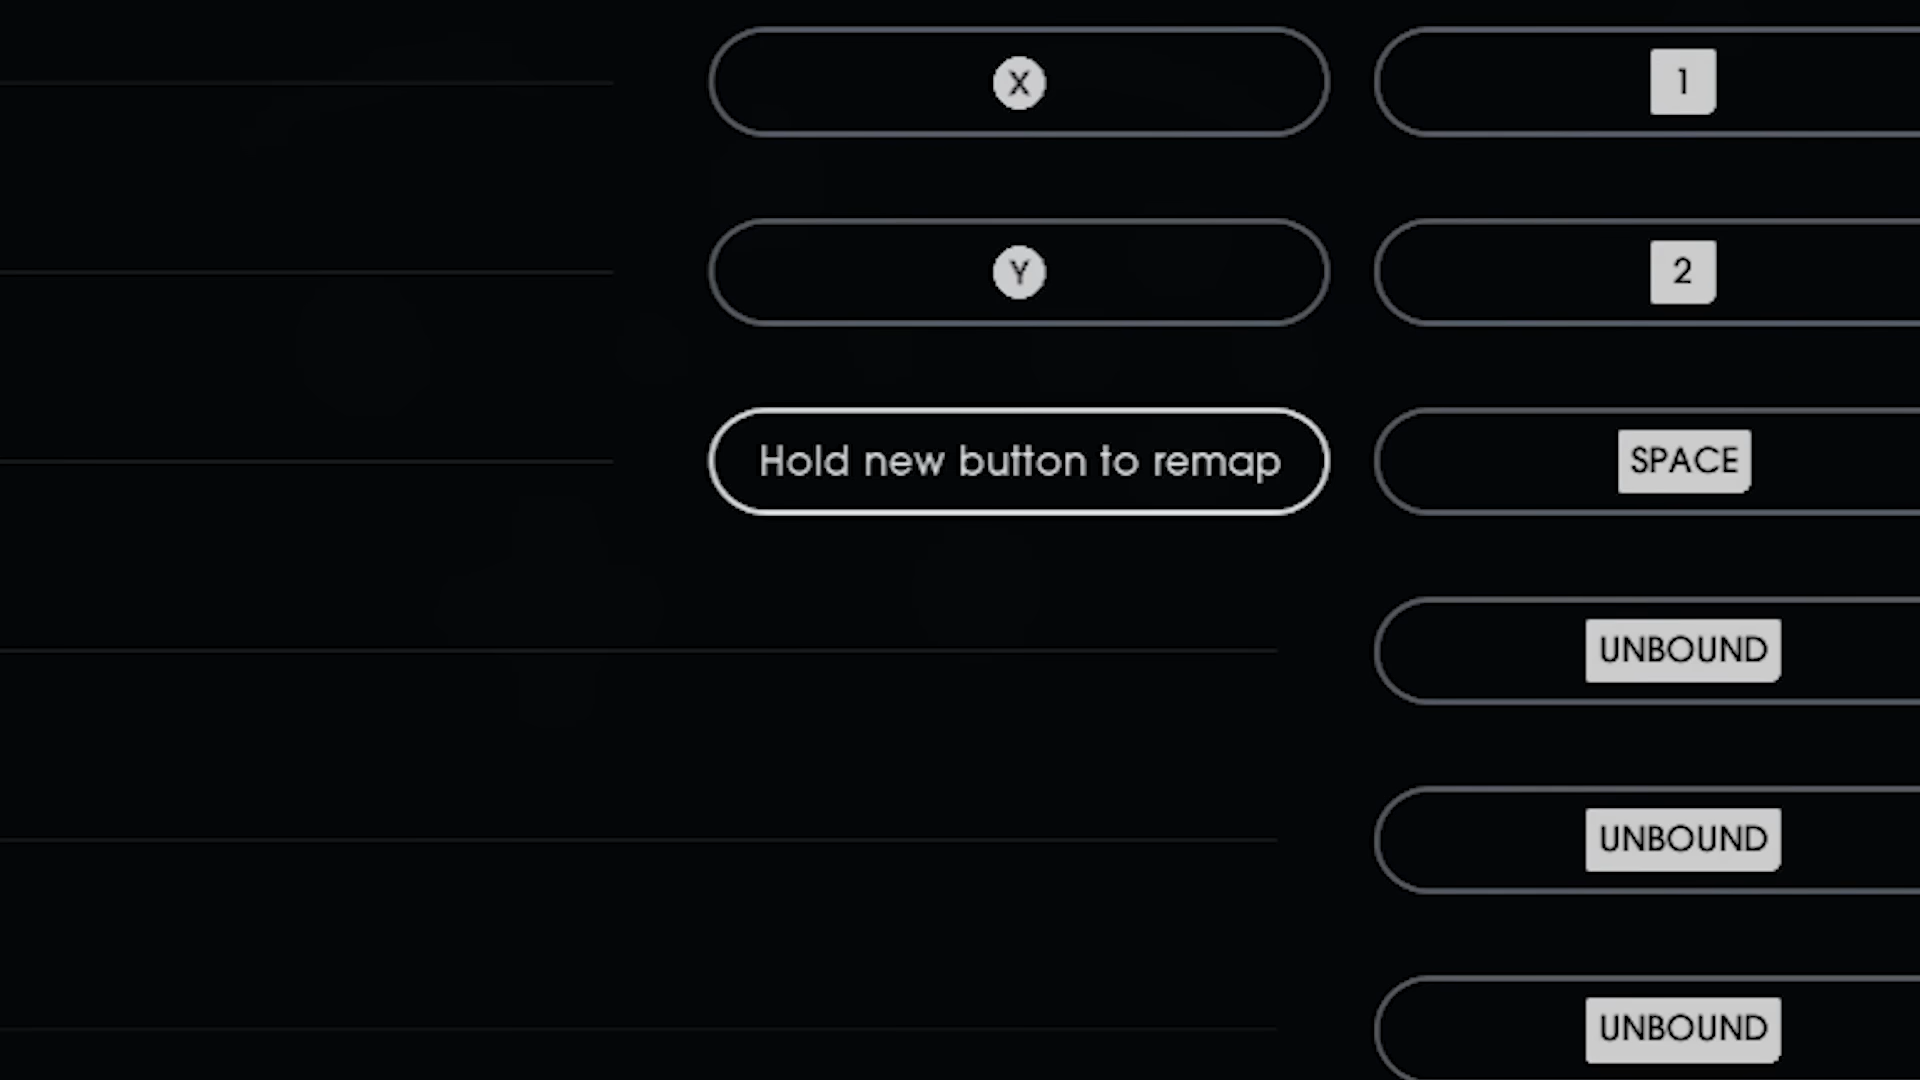 X 1
Y 2
Hold new button to remap SPACE
UNBOUND
UNBOUND
UNBOUND